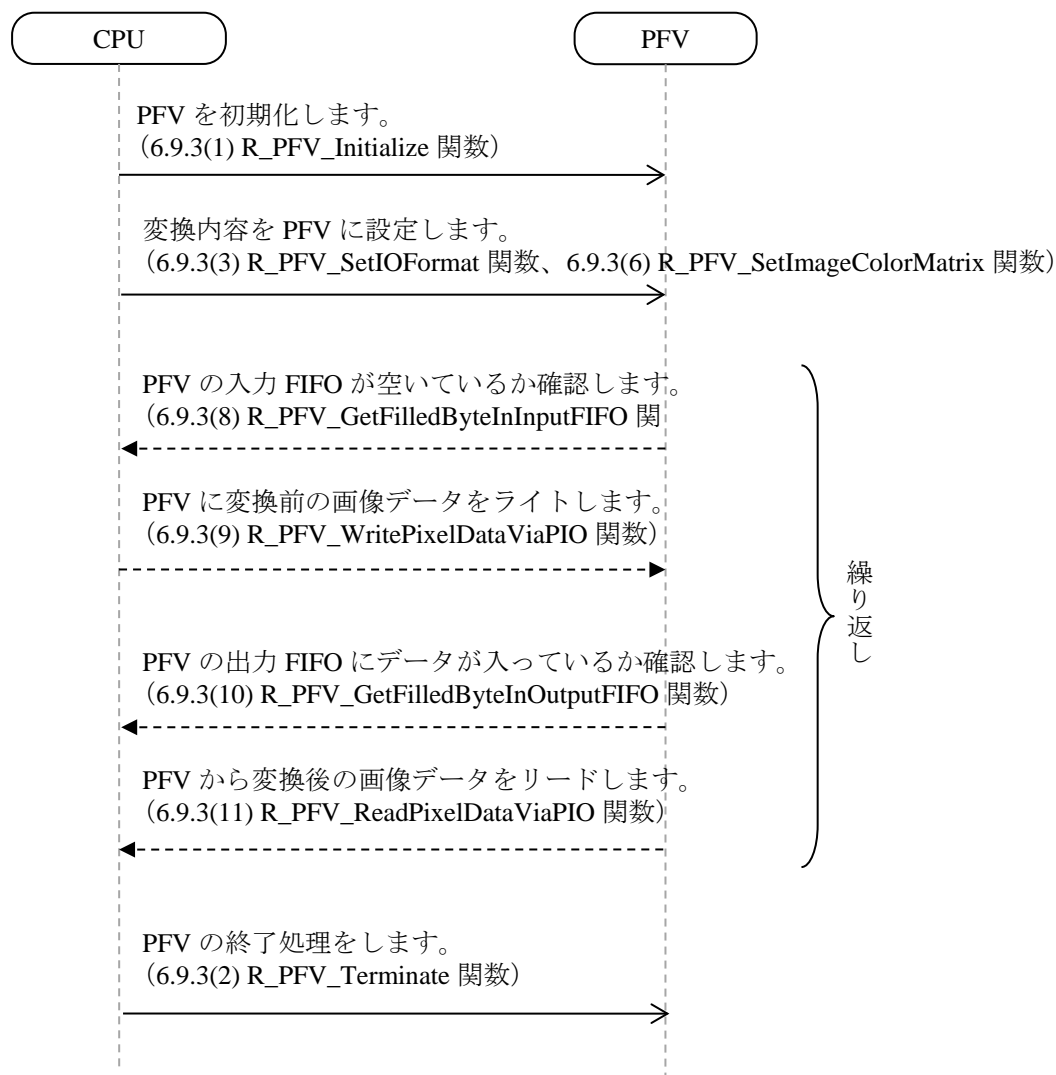 CPU
PFV
PFV を初期化します。
（6.9.3(1) R_PFV_Initialize 関数）
変換内容を PFV に設定します。
（6.9.3(3) R_PFV_SetIOFormat 関数、6.9.3(6) R_PFV_SetImageColorMatrix 関数）
PFV の入力 FIFO が空いているか確認します。
（6.9.3(8) R_PFV_GetFilledByteInInputFIFO 関
PFV に変換前の画像データをライトします。
（6.9.3(9) R_PFV_WritePixelDataViaPIO 関数）
繰り返し
PFV の出力 FIFO にデータが入っているか確認します。
（6.9.3(10) R_PFV_GetFilledByteInOutputFIFO 関数）
PFV から変換後の画像データをリードします。
（6.9.3(11) R_PFV_ReadPixelDataViaPIO 関数）
PFV の終了処理をします。
（6.9.3(2) R_PFV_Terminate 関数）